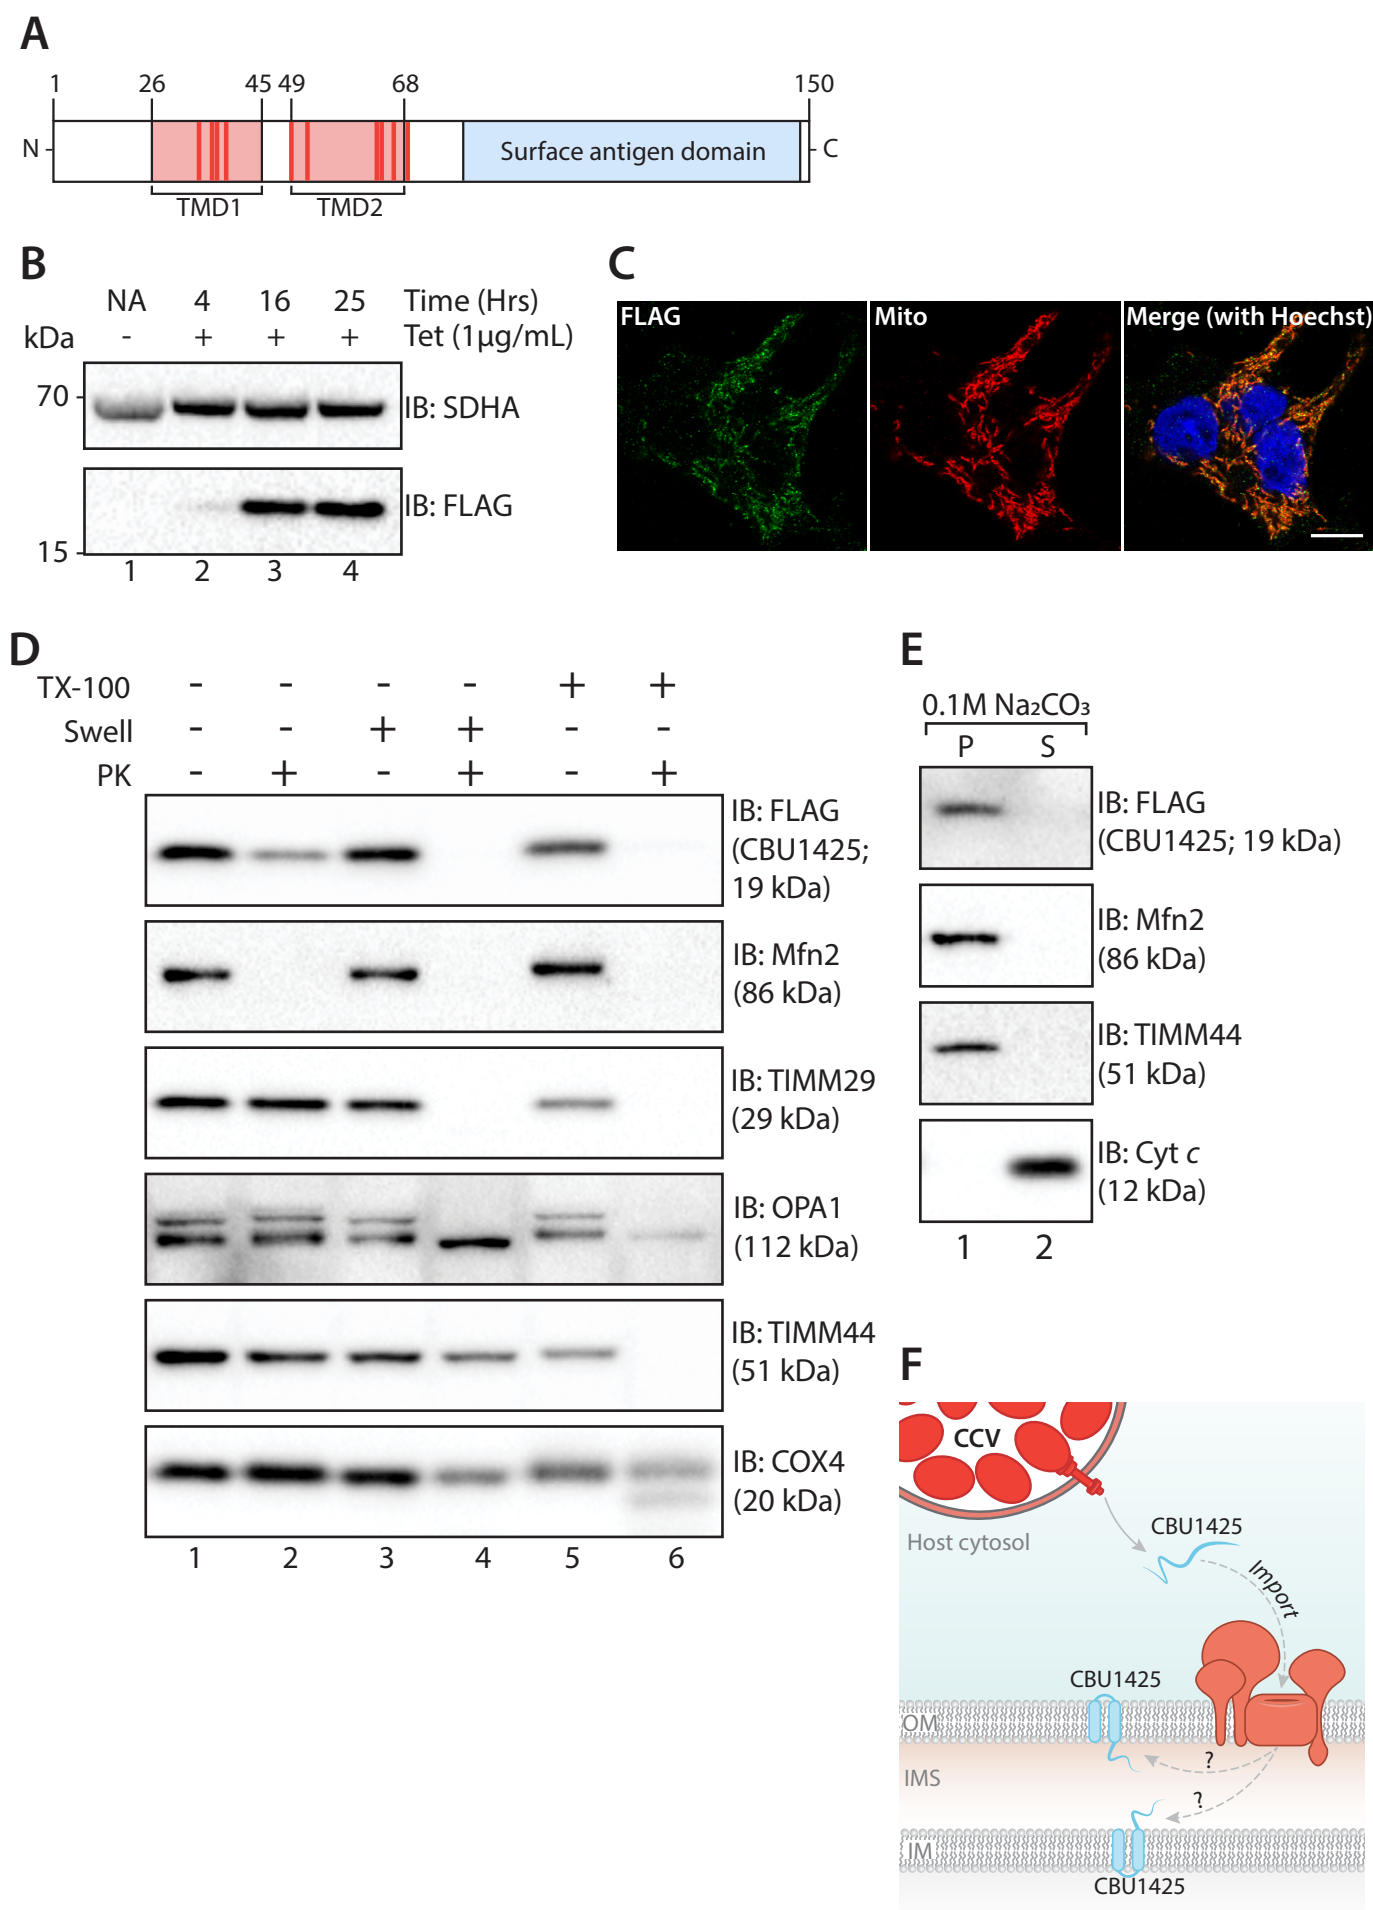 A
1 26 45 49 68 150
N Surface antigen domain C
TMD1 TMD2
B
NA 4 16 25 Time (Hrs)
kDa - + + + Tet (1µg/mL)
70 IB: SDHA
IB: FLAG
15
1 2 3 4
C
FLAG Mito Merge (with Hoechst)
D
TX-100 - - - - + +
Swell - - + + - -
PK - + - + - +
IB: FLAG
(CBU1425;
19 kDa)
IB: Mfn2
(86 kDa)
IB: TIMM29
(29 kDa)
IB: OPA1
(112 kDa)
IB: TIMM44
(51 kDa)
IB: COX4
(20 kDa)
1 2 3 4 5 6
E
0.1M Na₂CO₃
P S
IB: FLAG
(CBU1425; 19 kDa)
IB: Mfn2
(86 kDa)
IB: TIMM44
(51 kDa)
IB: Cyt c
(12 kDa)
1 2
F
CCV
Host cytosol
CBU1425
Import
CBU1425
OM
?
IMS
?
IM
CBU1425